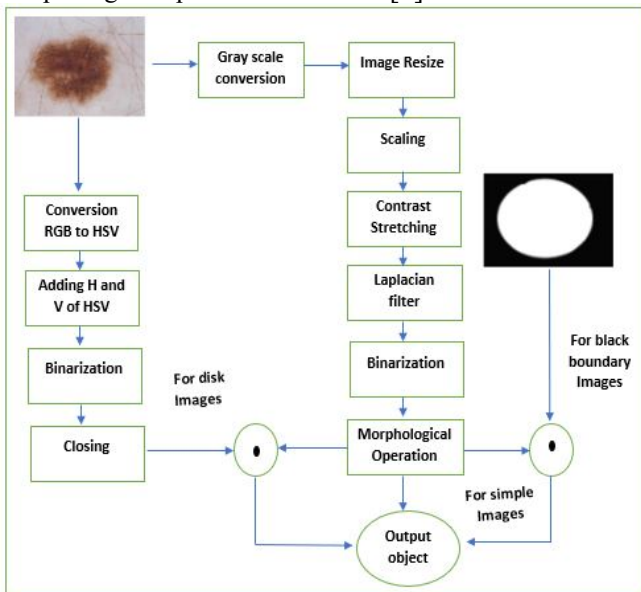 Gray scale
conversion
Image Resize
Scaling
Conversion
RGB to HSV
Contrast
Stretching
Adding H and
V of HSV
Laplacian
filter
Binarization
Binarization
For disk
Images
For black
boundary
Images
Closing
Morphological
Operation
For simple
Images
Output
object